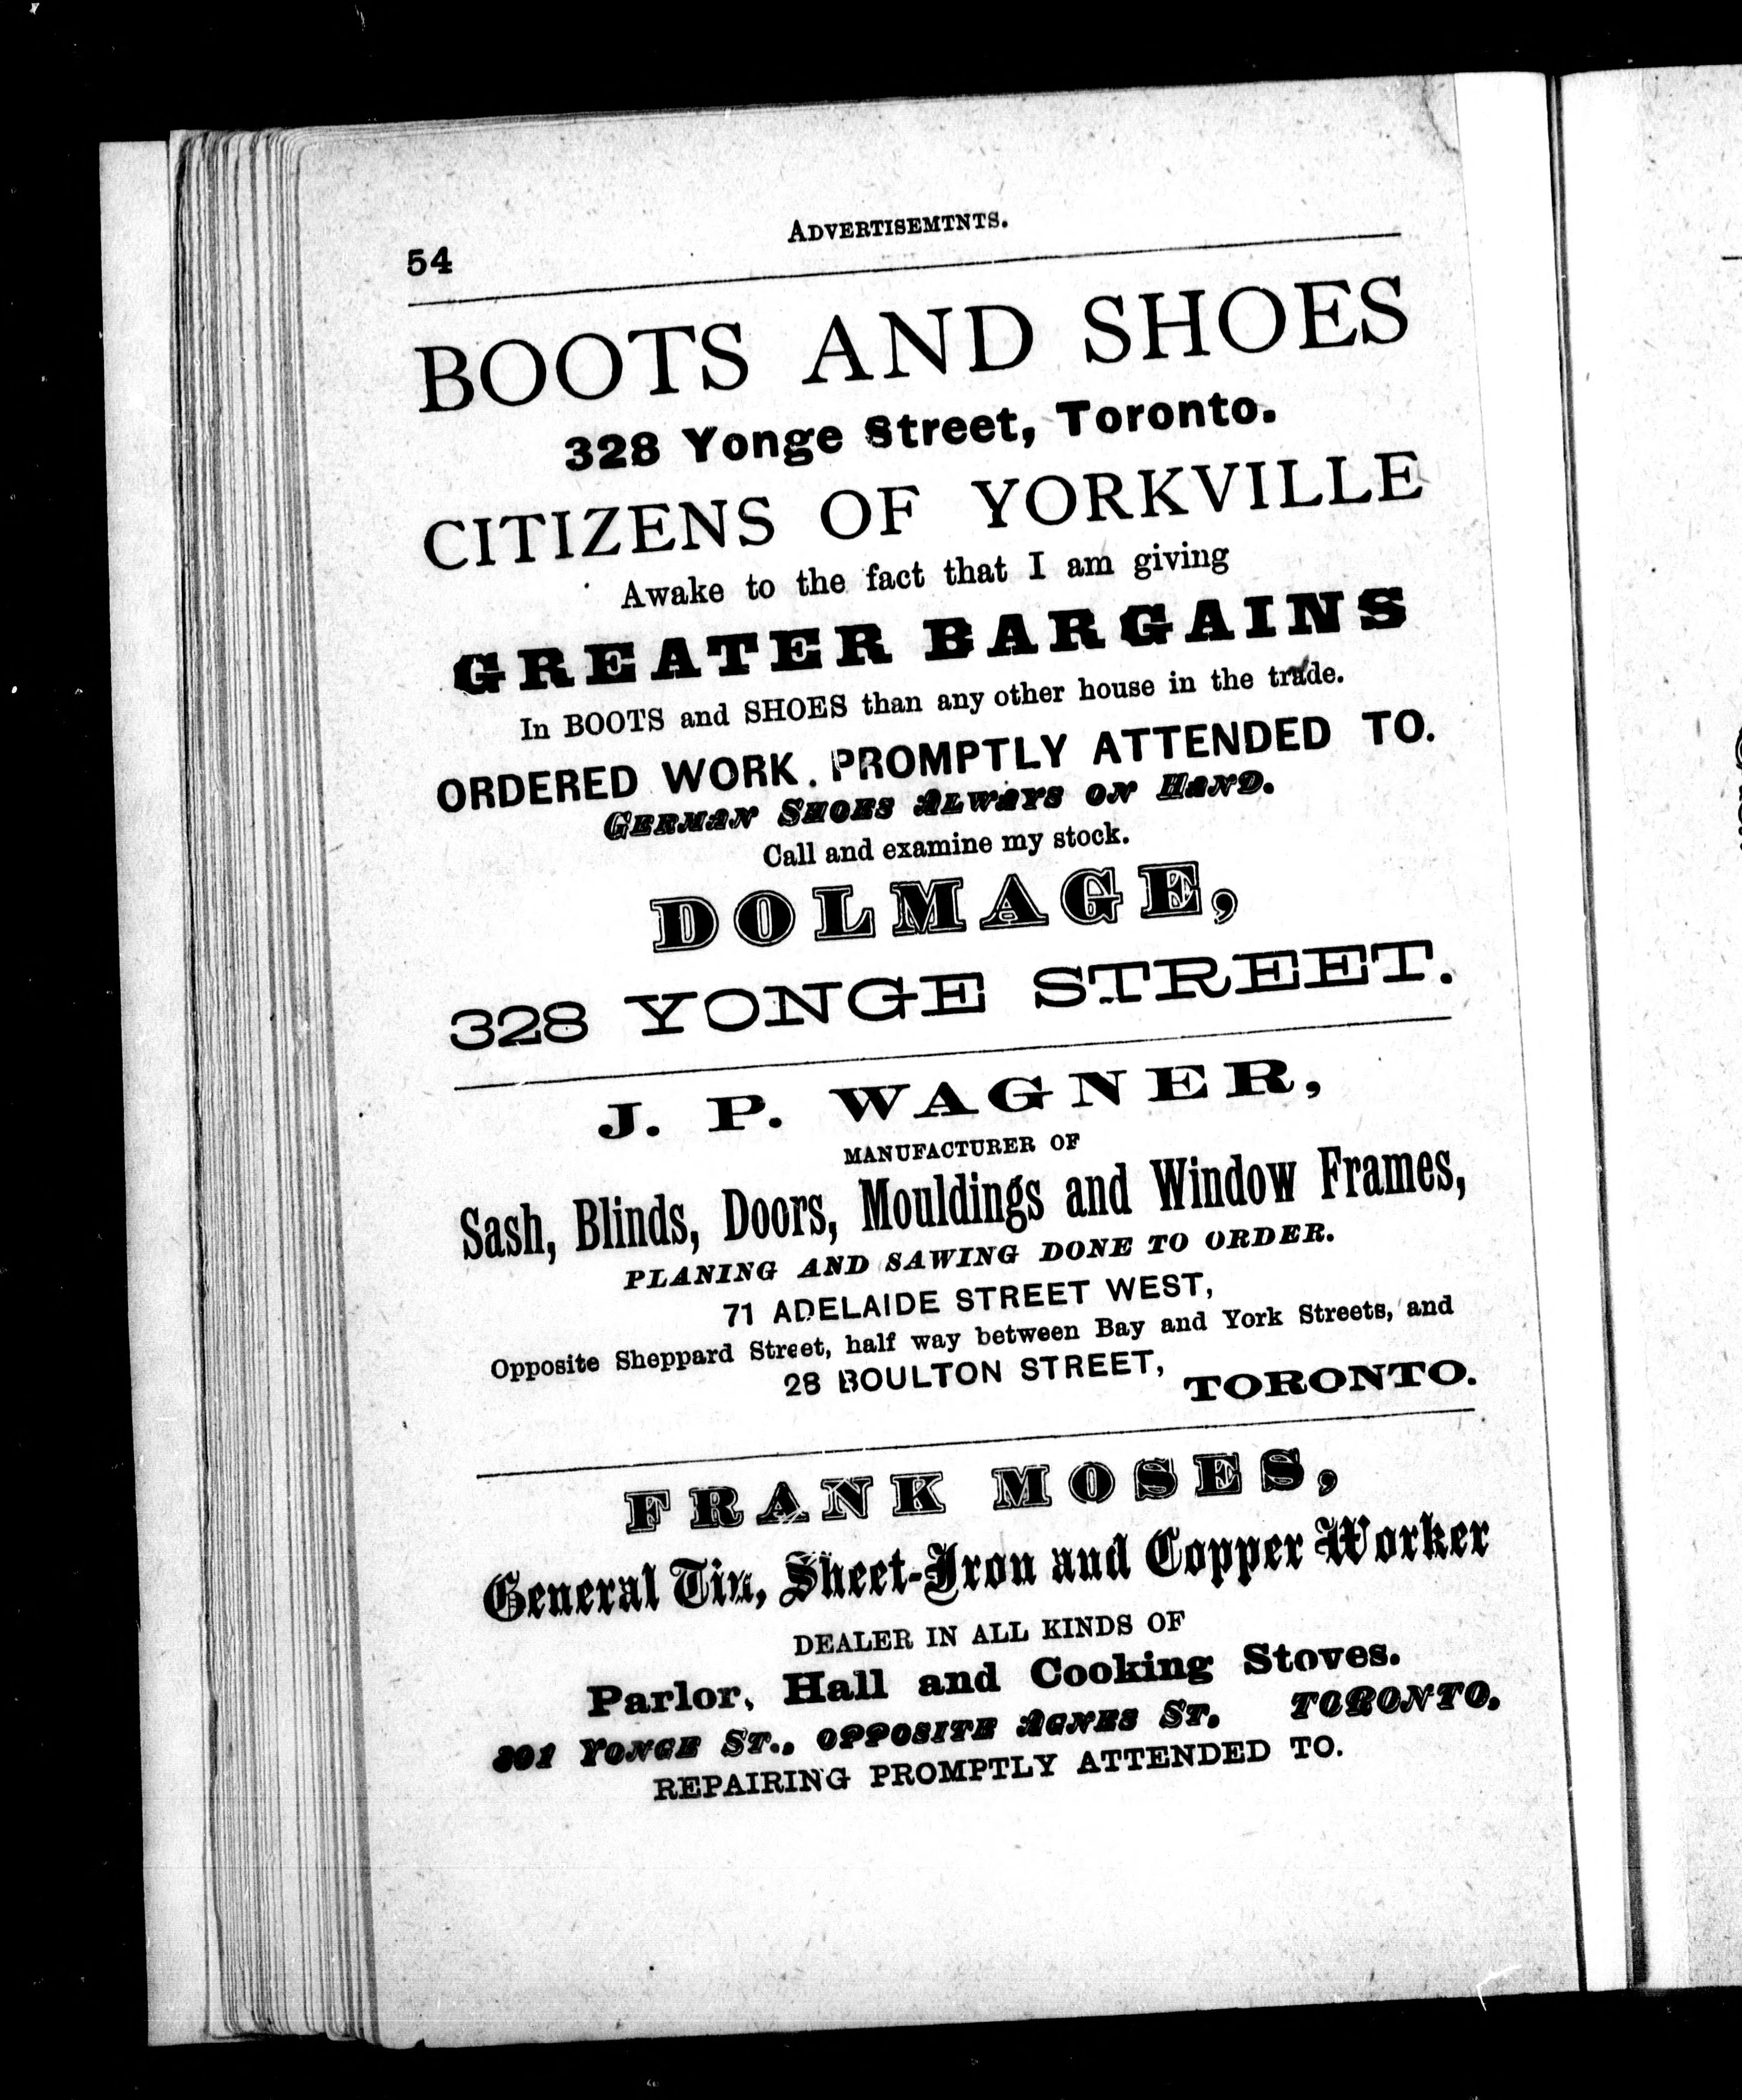 ADVERTISEMTNTS.
54
BOOTS AND SHOES
328 Yonge Street, Toronto.
CITIZENS OF YORKVILLE
Awake to the fact that I am giving
GREATER BARGAINS
In BOOTS and SHOES than any other house in the trade.
ORDERED WORK. PROMPTLY ATTENDED TO.
GERMAN SHOES ALWAYS ON HAND.
Call and examine my stock.
DOLMAGE,
328 YONGE STREET.
J. P. WAGNER,
MANUFACTURER OF
Sash, Blinds, Doors, Mouldings and Window Frames,
PLANING AND SAWING DONE TO ORDER.
71 ADELAIDE STREET WEST,
Opposite Sheppard Street, half way between Bay and York Streets, and
28 BOULTON STREET, TORONTO.
FRANK MOSES,
General Tin, Sheet-Iron and Copper Worker
DEALER IN ALL KINDS OF
Parlor, Hall and Cooking Stoves.
301 YONGE ST., OPPOSITE AGNES ST. TORONTO.
REPAIRING PROMPTLY ATTENDED TO.